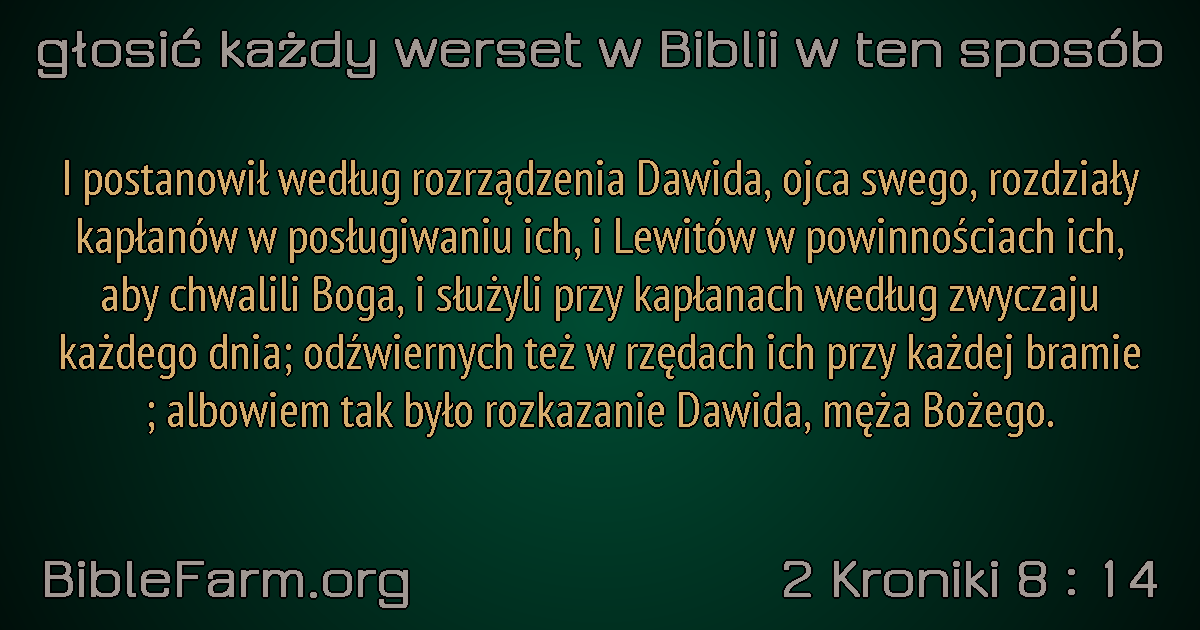 głosić każdy werset w Biblii w ten sposób
I postanowił według rozrządzenia Dawida, ojca swego, rozdziały
kapłanów w posługiwaniu ich, i Lewitów w powinnościach ich,
aby chwalili Boga, i służyli przy kapłanach według zwyczaju
każdego dnia; odźwiernych też w rzędach ich przy każdej bramie
; albowiem tak było rozkazanie Dawida, męża Bożego.
BibleFarm.org
2 Kroniki 8 : 14